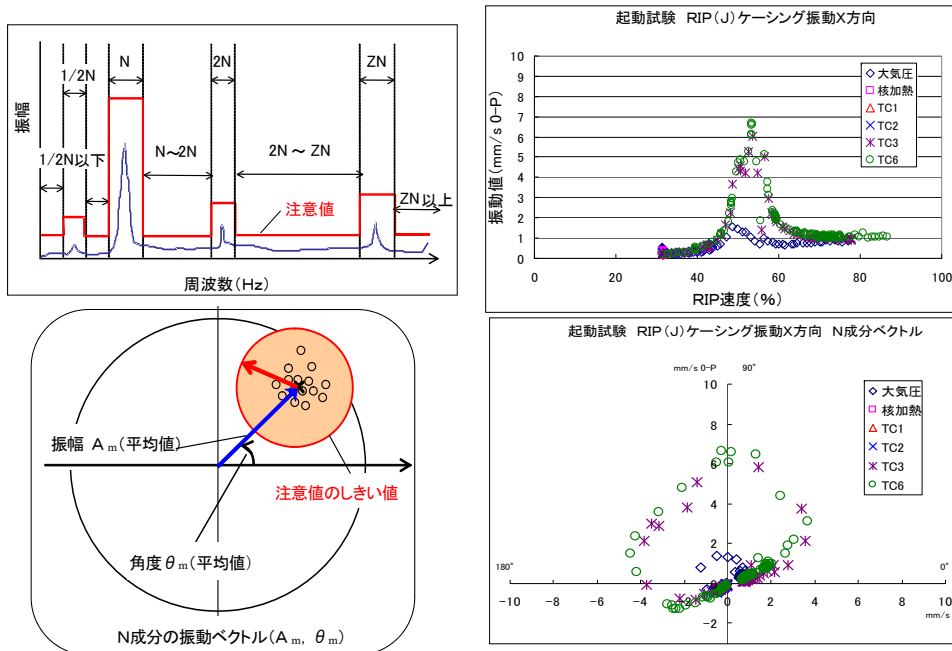 N
2N
ZN
1/2N
1/2N以下
N～2N
2N～ ZN
ZN以上
注意値
振幅
周波数(Hz)
起動試験 RIP(J)ケーシング振動X方向
10
9
8
7
6
5
4
3
2
1
0
振動値(mm/s 0-P)
0
20
40
60
80
100
RIP速度(%)
大気圧
核加熱
TC1
TC2
TC3
TC6
振幅 Am(平均値)
注意値のしきい値
角度θm(平均値)
N成分の振動ベクトル(Am, θm)
起動試験 RIP(J)ケーシング振動X方向 N成分ベクトル
mm/s 0-P
90°
10
8
6
4
2
0
-2
180°
0°
-10
-8
-6
-4
-2
0
2
4
6
8
10
mm/s
大気圧
核加熱
TC1
TC2
TC3
TC6